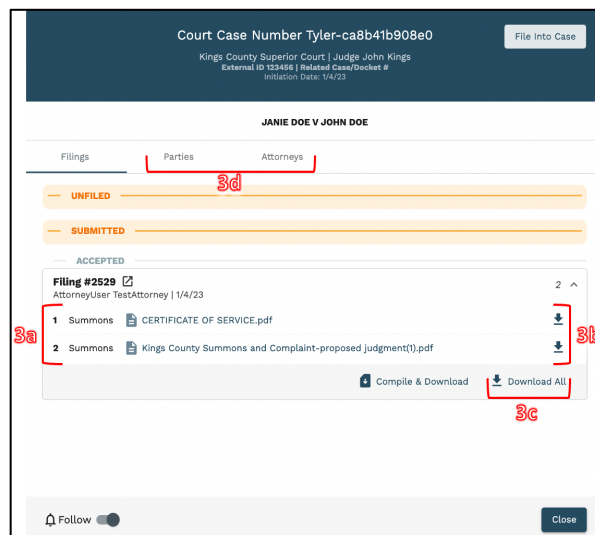 Court Case Number Tyler-ca8b41b908e0
File Into Case
Kings County Superior Court | Judge John Kings
External ID 123456 | Related Case/Docket #
Initiation Date: 1/4/23
JANIE DOE V JOHN DOE
Filings Parties Attorneys
3d
UNFILED
SUBMITTED
ACCEPTED
Filing #2529 2
AttorneyUser TestAttorney | 1/4/23
3a
1 Summons CERTIFICATE OF SERVICE.pdf
3b
2 Summons Kings County Summons and Complaint-proposed judgment(1).pdf
Compile & Download Download All
3c
Follow Close